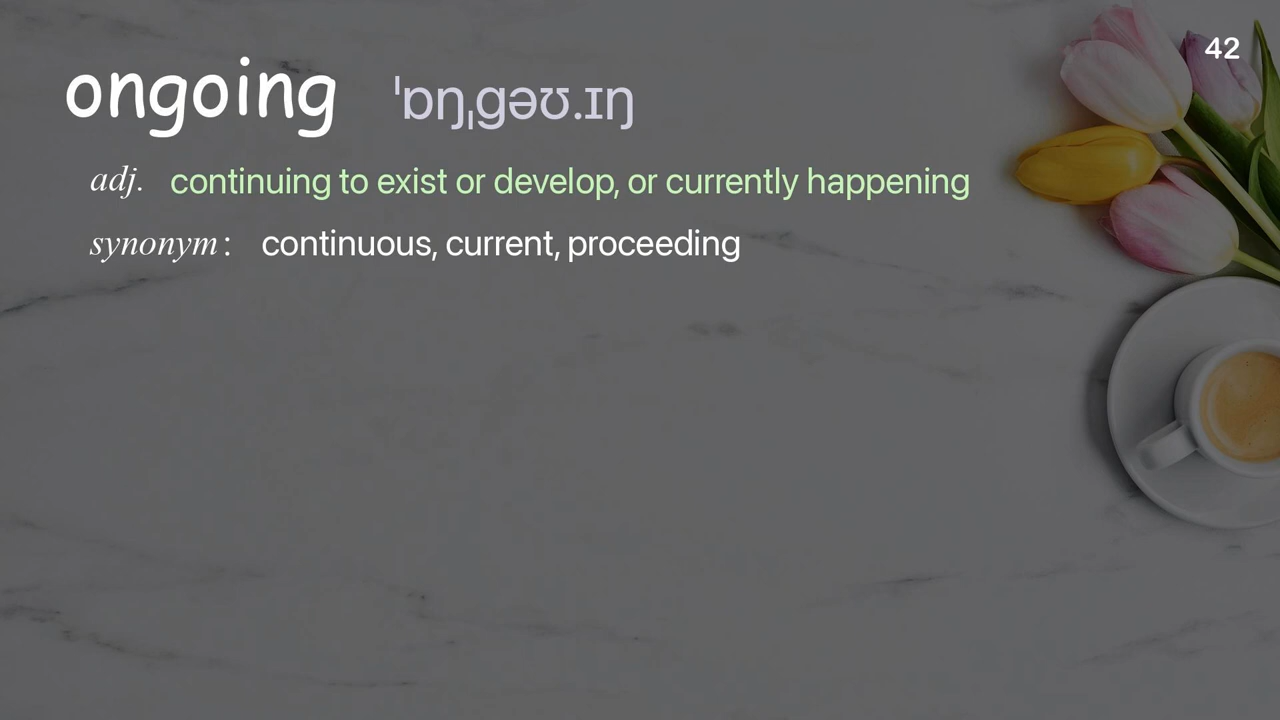 42
ongoing ˈɒŋˌɡəʊ.ɪŋ
adj. continuing to exist or develop, or currently happening
synonym : continuous, current, proceeding